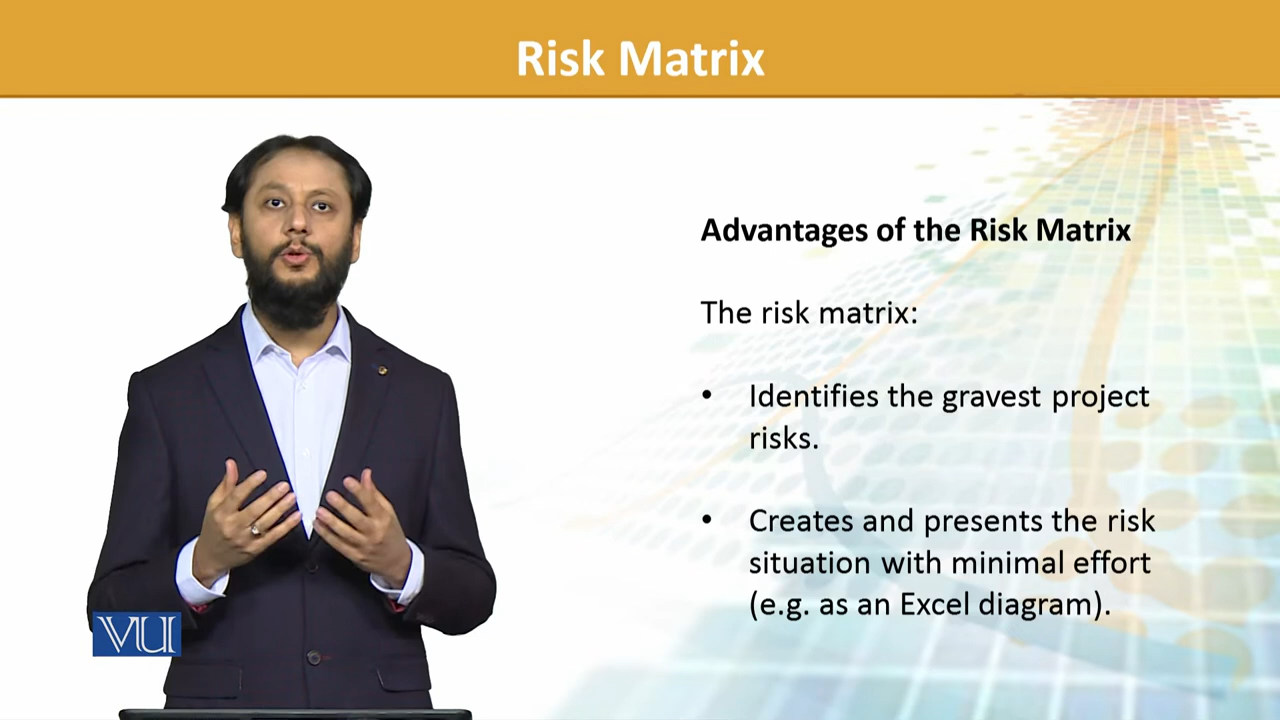 Risk Matrix
Advantages of the Risk Matrix
The risk matrix:
• Identifies the gravest project
risks.
• Creates and presents the risk
situation with minimal effort
(e.g. as an Excel diagram).
VU